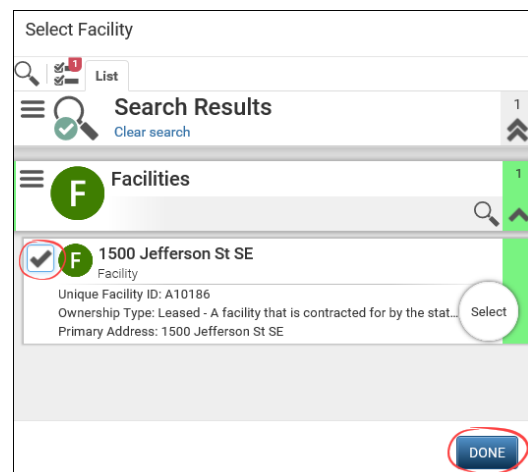 Select Facility
1
List
Search Results
1
Clear search
F
Facilities
1
F
1500 Jefferson St SE
Facility
Unique Facility ID: A10186
Ownership Type: Leased - A facility that is contracted for by the stat...
Select
Primary Address: 1500 Jefferson St SE
DONE